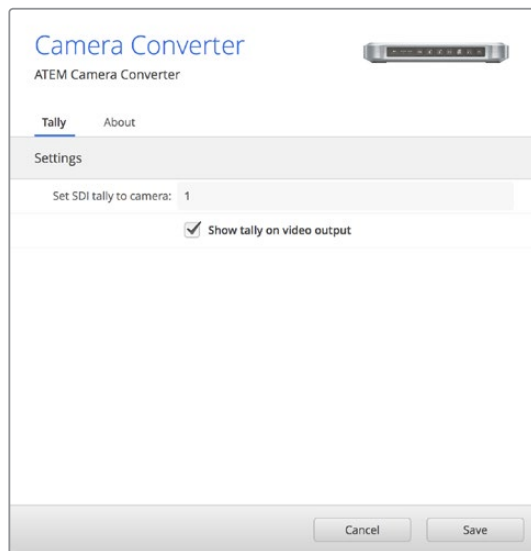 Camera Converter
ATEM Camera Converter
Tally About
Settings
Set SDI tally to camera: 1
Show tally on video output
Cancel Save